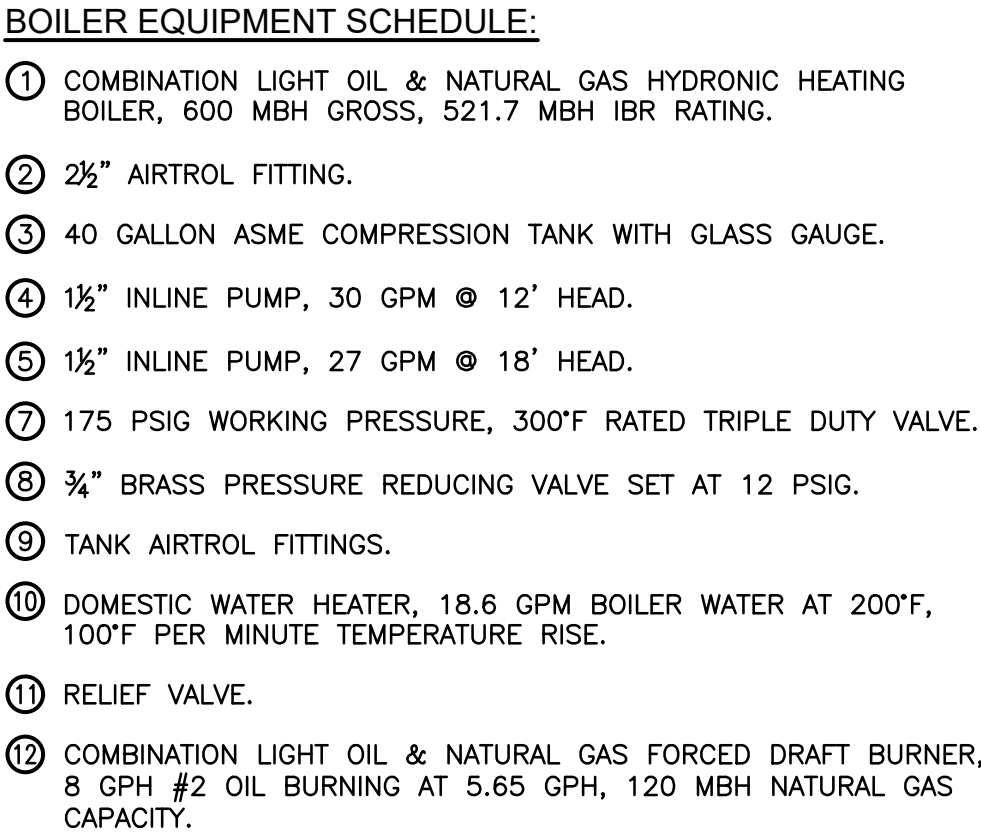 BOILER EQUIPMENT SCHEDULE:
1 COMBINATION LIGHT OIL & NATURAL GAS HYDRONIC HEATING
BOILER, 600 MBH GROSS, 521.7 MBH IBR RATING.
2 2½" AIRTROL FITTING.
3 40 GALLON ASME COMPRESSION TANK WITH GLASS GAUGE.
4 1½" INLINE PUMP, 30 GPM @ 12' HEAD.
5 1½" INLINE PUMP, 27 GPM @ 18' HEAD.
7 175 PSIG WORKING PRESSURE, 300°F RATED TRIPLE DUTY VALVE.
8 ¾" BRASS PRESSURE REDUCING VALVE SET AT 12 PSIG.
9 TANK AIRTROL FITTINGS.
10 DOMESTIC WATER HEATER, 18.6 GPM BOILER WATER AT 200°F,
100°F PER MINUTE TEMPERATURE RISE.
11 RELIEF VALVE.
12 COMBINATION LIGHT OIL & NATURAL GAS FORCED DRAFT BURNER,
8 GPH #2 OIL BURNING AT 5.65 GPH, 120 MBH NATURAL GAS
CAPACITY.